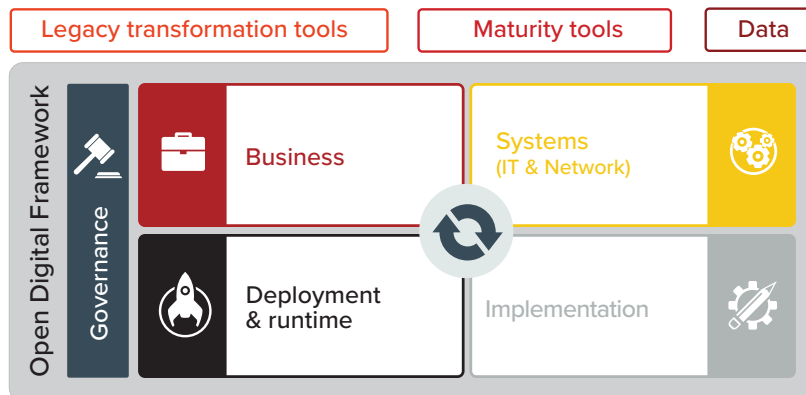 Legacy transformation tools
Maturity tools
Data
Open Digital Framework
Governance
Business
Systems
(IT & Network)
Deployment
& runtime
Implementation